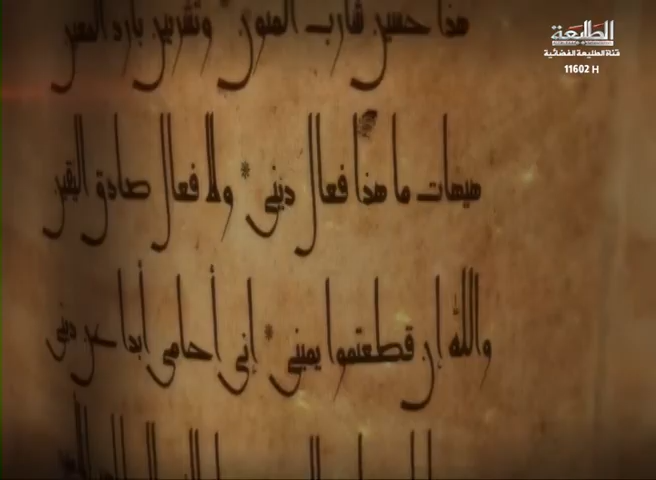 الطليعة
قناة الطليعة الفضائية
11602 H
هذا حسين شارب المنون * وتشربين بارد المعين
هيهات ما هذا فعال ديني * ولا فعال صادق اليقين
والله إن قطعتموا يميني * إني أحامي أبدا عن ديني